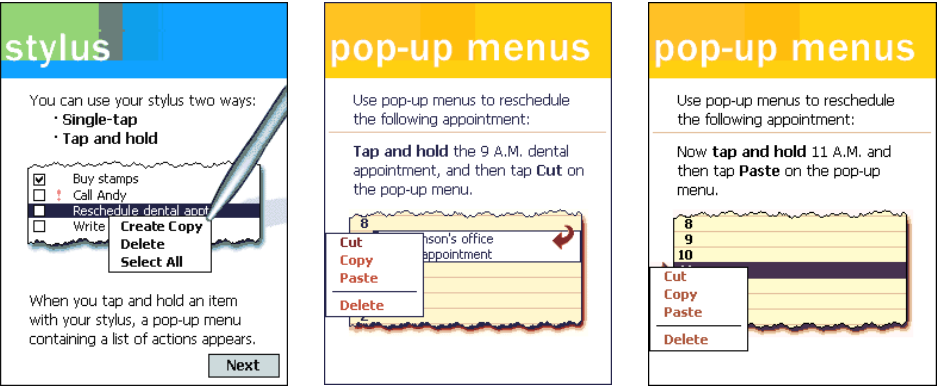 stylus
You can use your stylus two ways:
· Single-tap
· Tap and hold
Buy stamps
! Call Andy
Reschedule dental appt
Write
Create Copy
Delete
Select All
When you tap and hold an item
with your stylus, a pop-up menu
containing a list of actions appears.
Next
pop-up menus
Use pop-up menus to reschedule
the following appointment:
Tap and hold the 9 A.M. dental
appointment, and then tap Cut on
the pop-up menu.
8
nson's office
appointment
Cut
Copy
Paste
Delete
pop-up menus
Use pop-up menus to reschedule
the following appointment:
Now tap and hold 11 A.M. and
then tap Paste on the pop-up
menu.
8
9
10
Cut
Copy
Paste
Delete